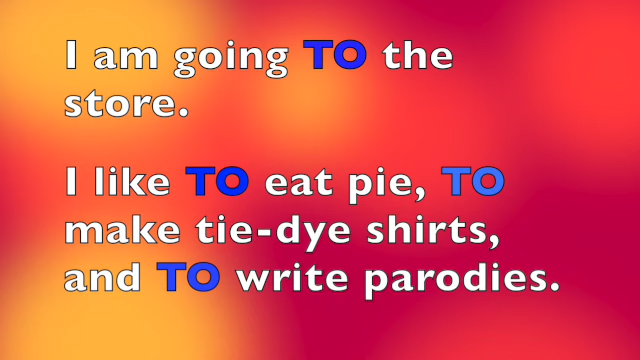 I am going TO the
store.
I like TO eat pie, TO
make tie-dye shirts,
and TO write parodies.